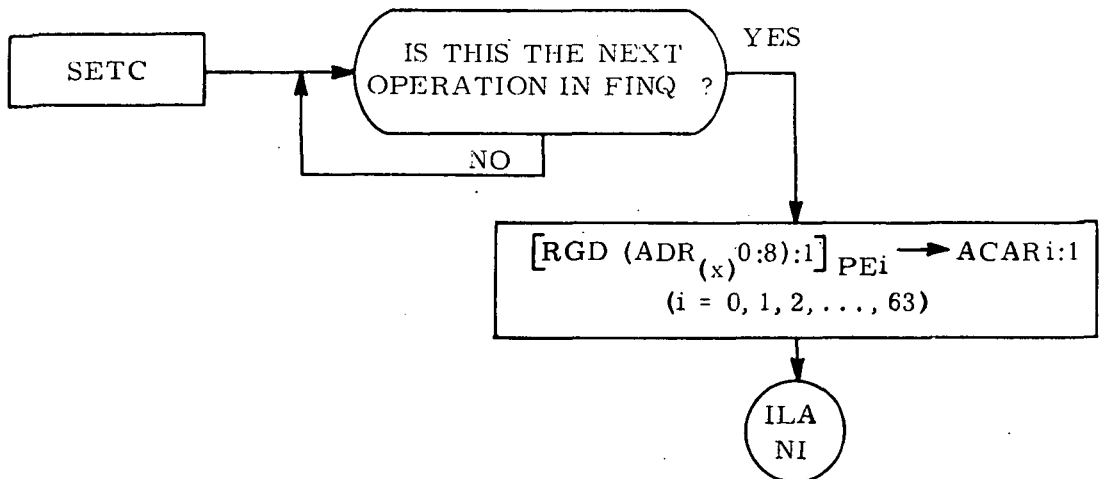 SETC
IS THIS THE NEXT
OPERATION IN FINQ ?
YES
NO
[RGD (ADR(x)0:8):1]PEi → ACARi:1
(i = 0, 1, 2, ..., 63)
ILA
NI